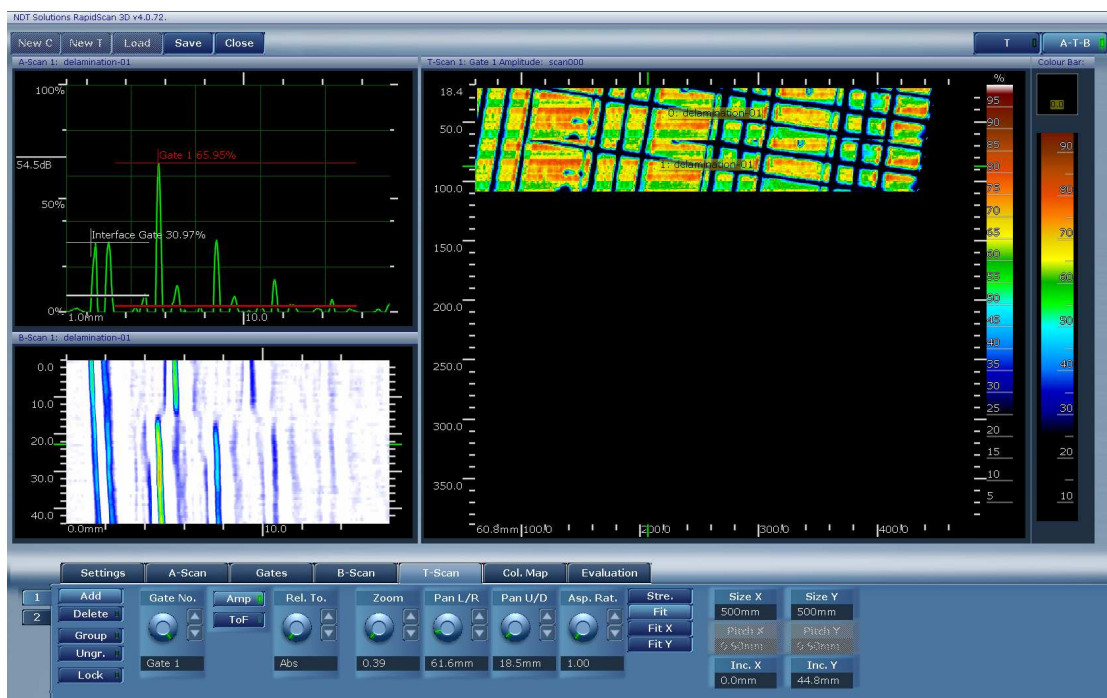 NDT Solutions RapidScan 3D v4.0.72.
New C New T Load Save Close T A-T-B
A-Scan 1: delamination-01
100%
54.5dB
50%
0%
Gate 1 65.95%
Interface Gate 30.97%
1.0mm 10.0
B-Scan 1: delamination-01
0.0
10.0
20.0
30.0
40.0
0.0mm 10.0
T-Scan 1: Gate 1 Amplitude: scan000
18.4
50.0
100.0
150.0
200.0
250.0
300.0
350.0
0: delamination-01
1: delamination-01
60.8mm 100.0 200.0 300.0 400.0
%
95
90
85
80
75
70
65
60
55
50
45
40
35
30
25
20
15
10
5
Colour Bar:
0.0
90
80
70
60
50
40
30
20
10
Settings A-Scan Gates B-Scan T-Scan Col. Map Evaluation
1
2
Add
Delete
Group
Ungr.
Lock
Gate No.
Gate 1
Amp
ToF
Rel. To.
Abs
Zoom
0.39
Pan L/R
61.6mm
Pan U/D
18.5mm
Asp. Rat.
1.00
Stre.
Fit
Fit X
Fit Y
Size X
500mm
Pitch X
0.60mm
Inc. X
0.0mm
Size Y
500mm
Pitch Y
0.60mm
Inc. Y
44.8mm